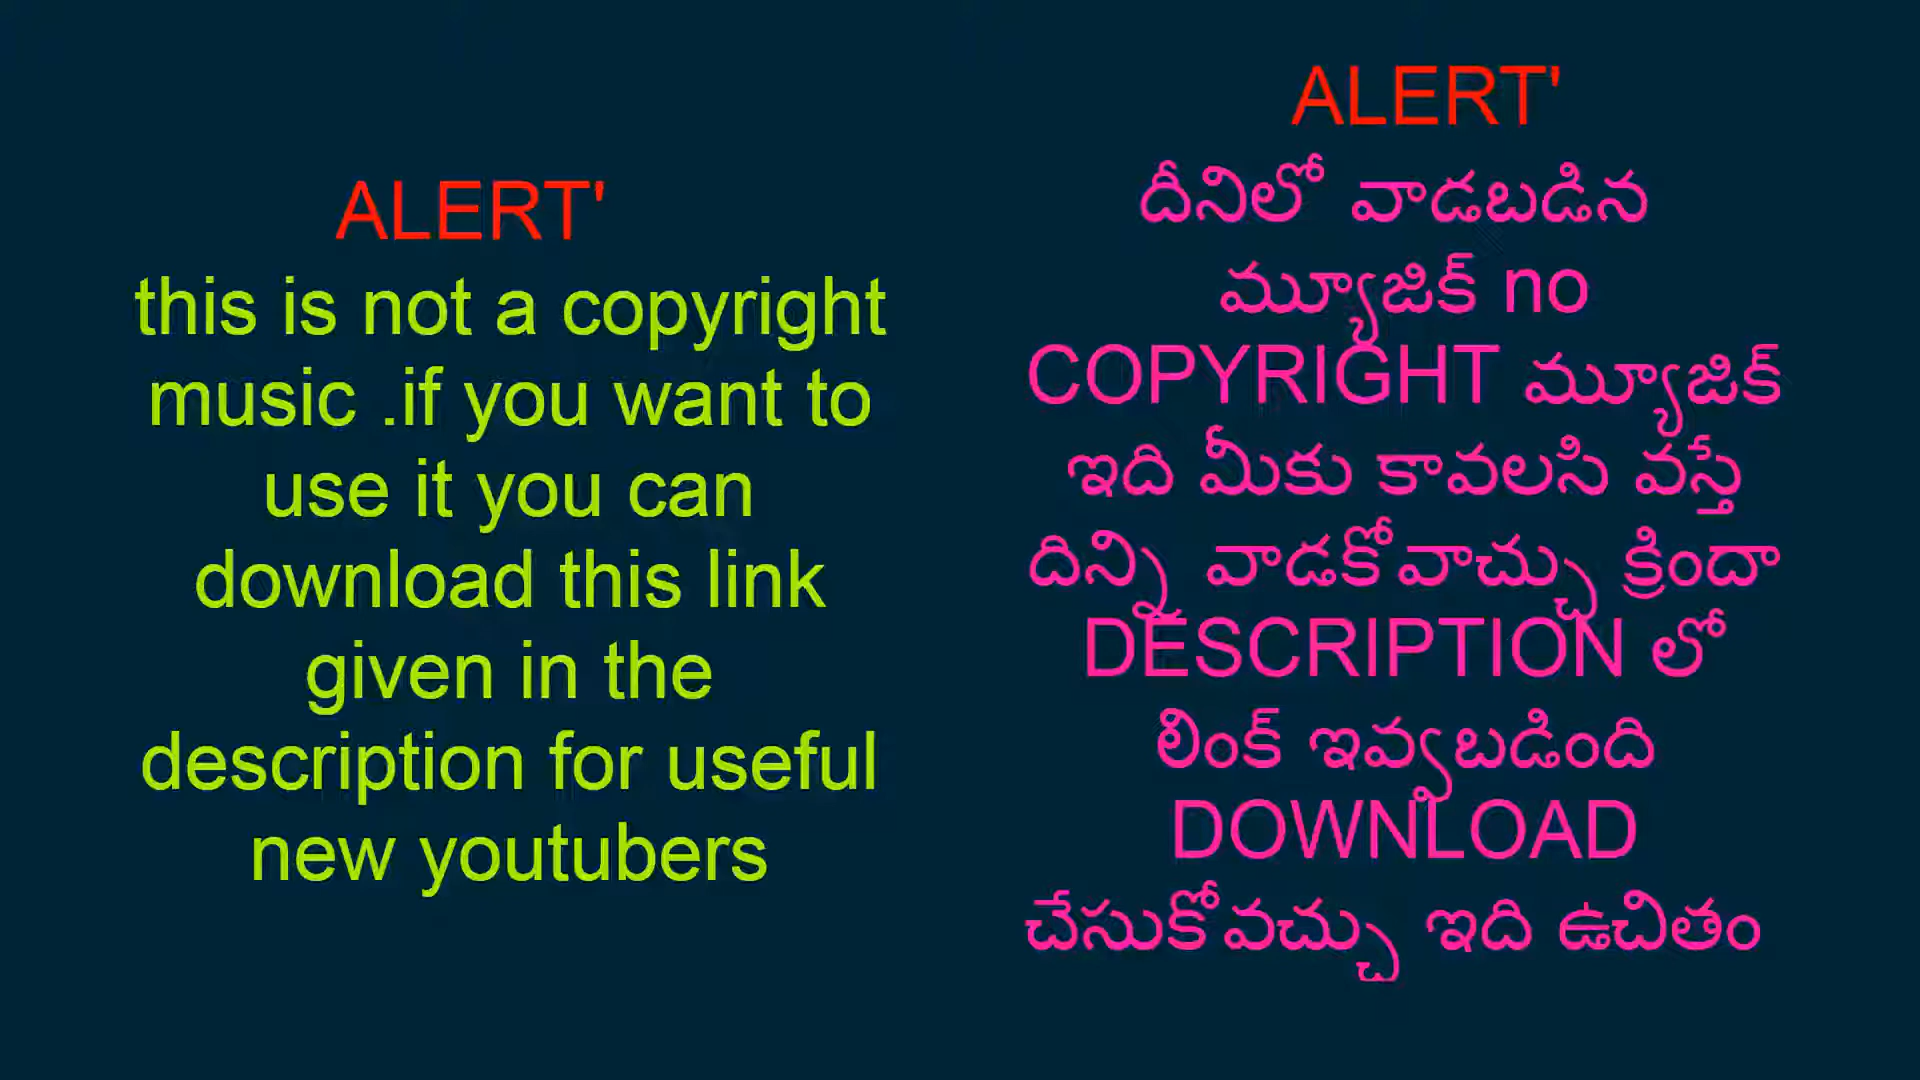 ALERT'
this is not a copyright
music .if you want to
use it you can
download this link
given in the
description for useful
new youtubers
ALERT'
దీనిలో వాడబడిన
మ్యూజిక్ no
COPYRIGHT మ్యూజిక్
ఇది మీకు కావలసి వస్తే
దిన్ని వాడకోవాచ్చు క్రిందా
DESCRIPTION లో
లింక్ ఇవ్వబడింది
DOWNLOAD
చేసుకోవచ్చు ఇది ఉచితం